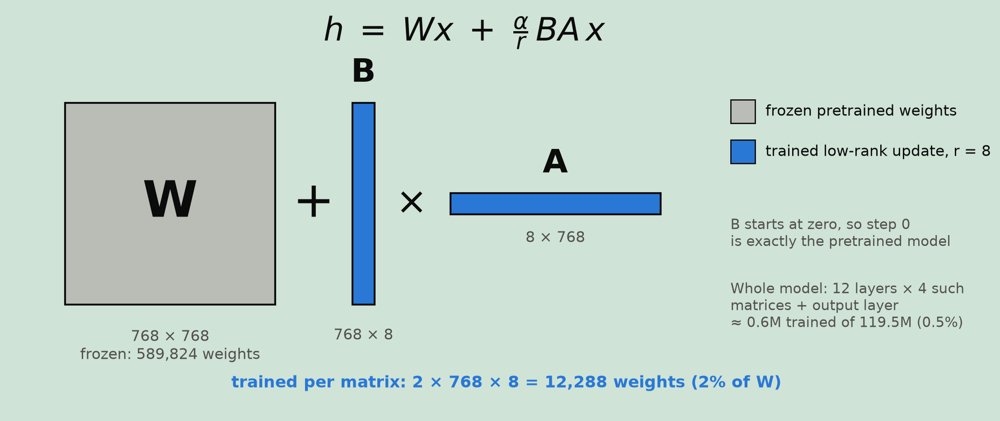 h = Wx + α/r BA x
B
W
+
×
A
8 × 768
768 × 768
frozen: 589,824 weights
768 × 8
frozen pretrained weights
trained low-rank update, r = 8
B starts at zero, so step 0
is exactly the pretrained model
Whole model: 12 layers × 4 such
matrices + output layer
≈ 0.6M trained of 119.5M (0.5%)
trained per matrix: 2 × 768 × 8 = 12,288 weights (2% of W)